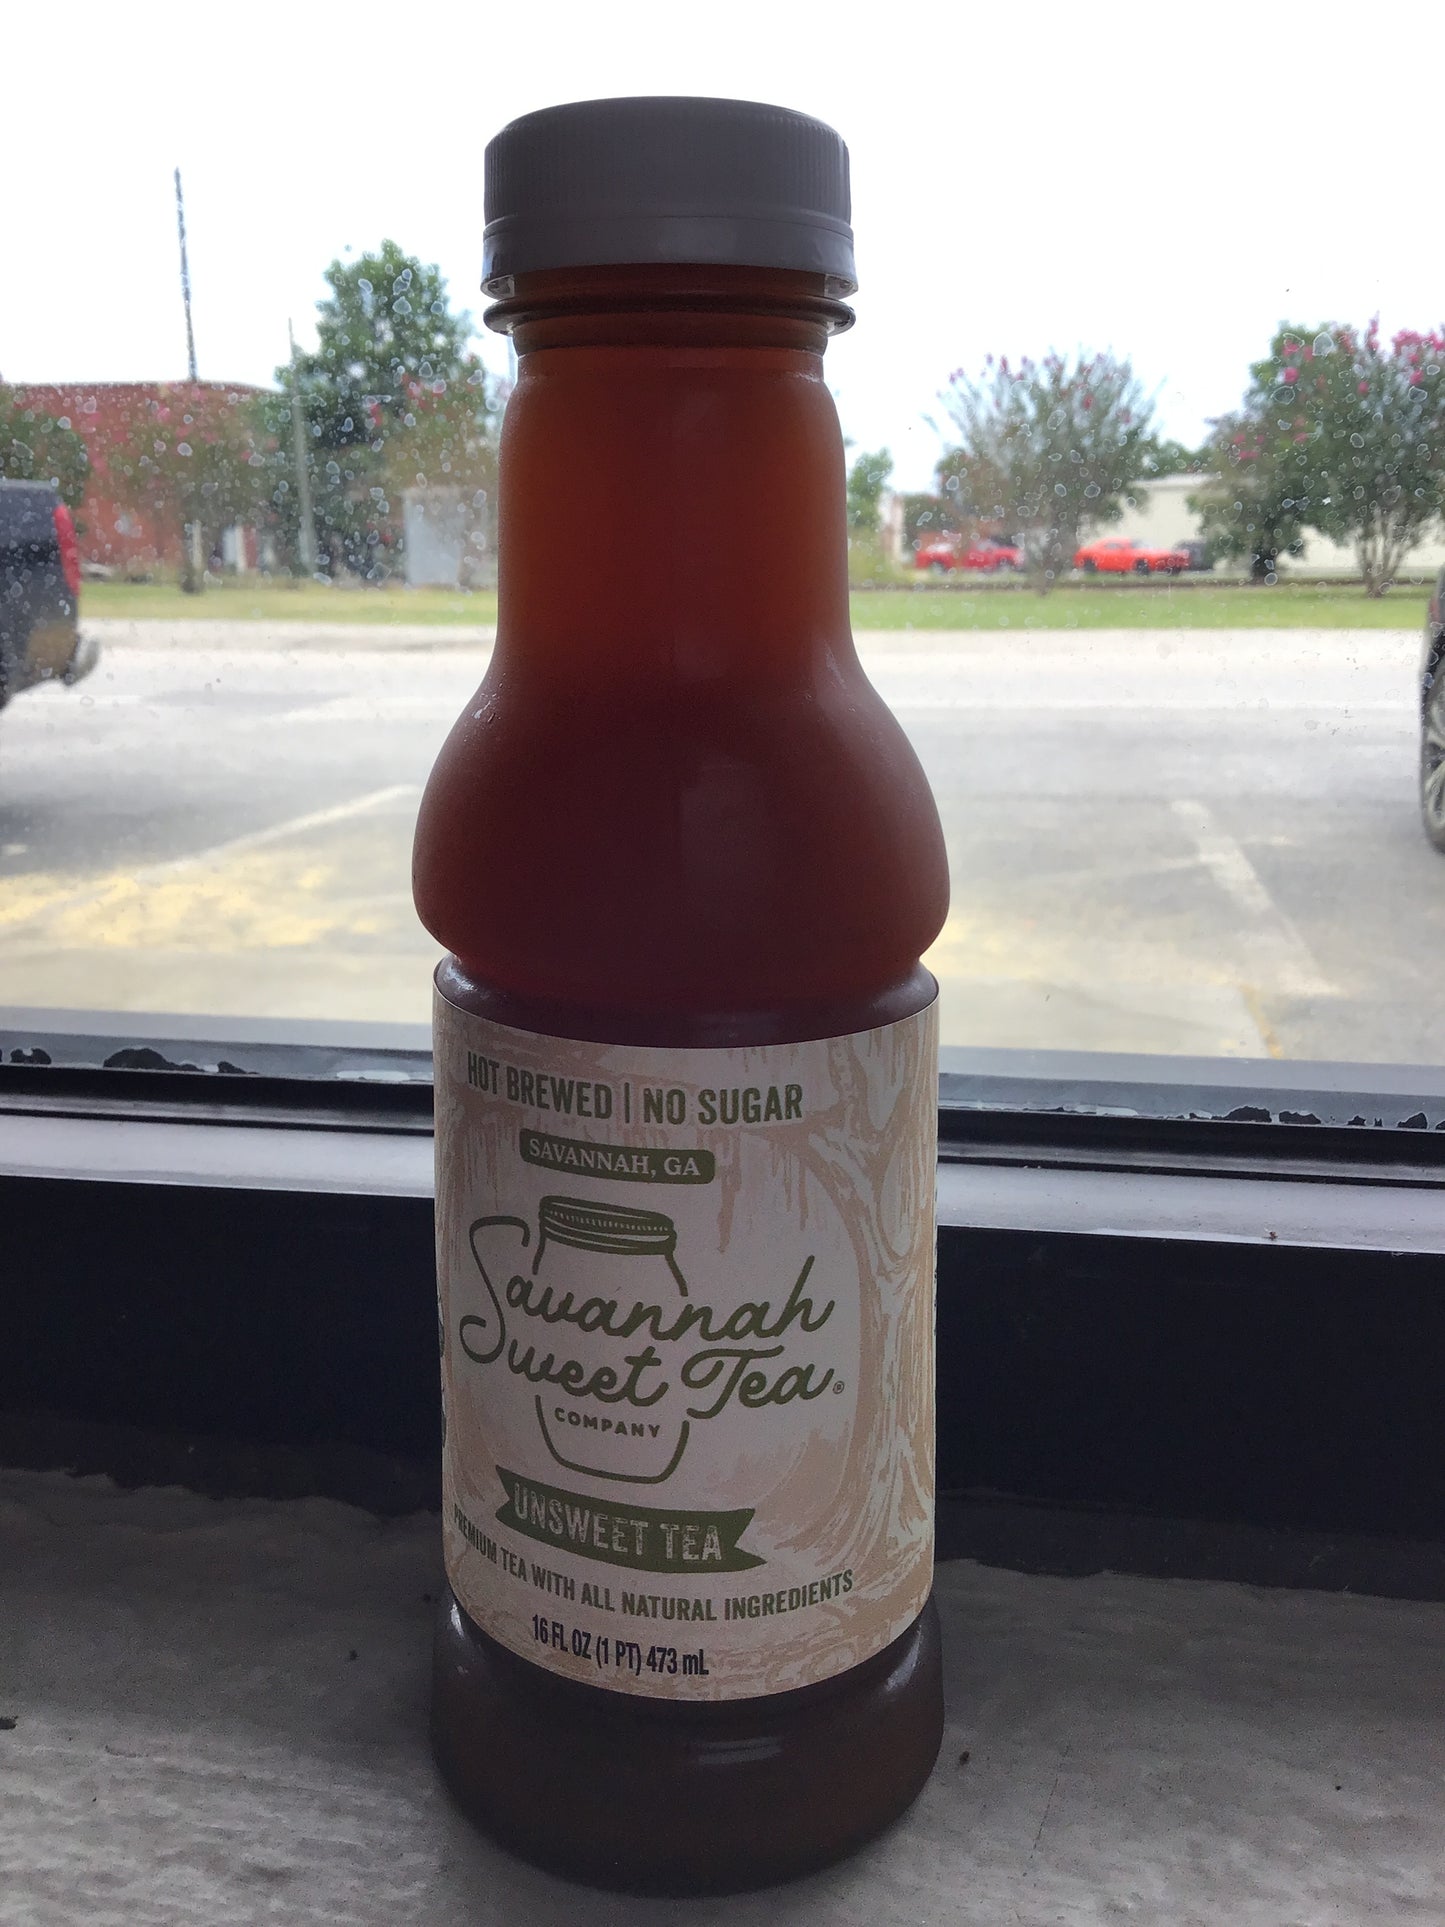 HOT BREWED | NO SUGAR
SAVANNAH, GA
Savannah
Sweet Tea®
COMPANY
UNSWEET TEA
PREMIUM TEA WITH ALL NATURAL INGREDIENTS
16 FL OZ (1 PT) 473 mL